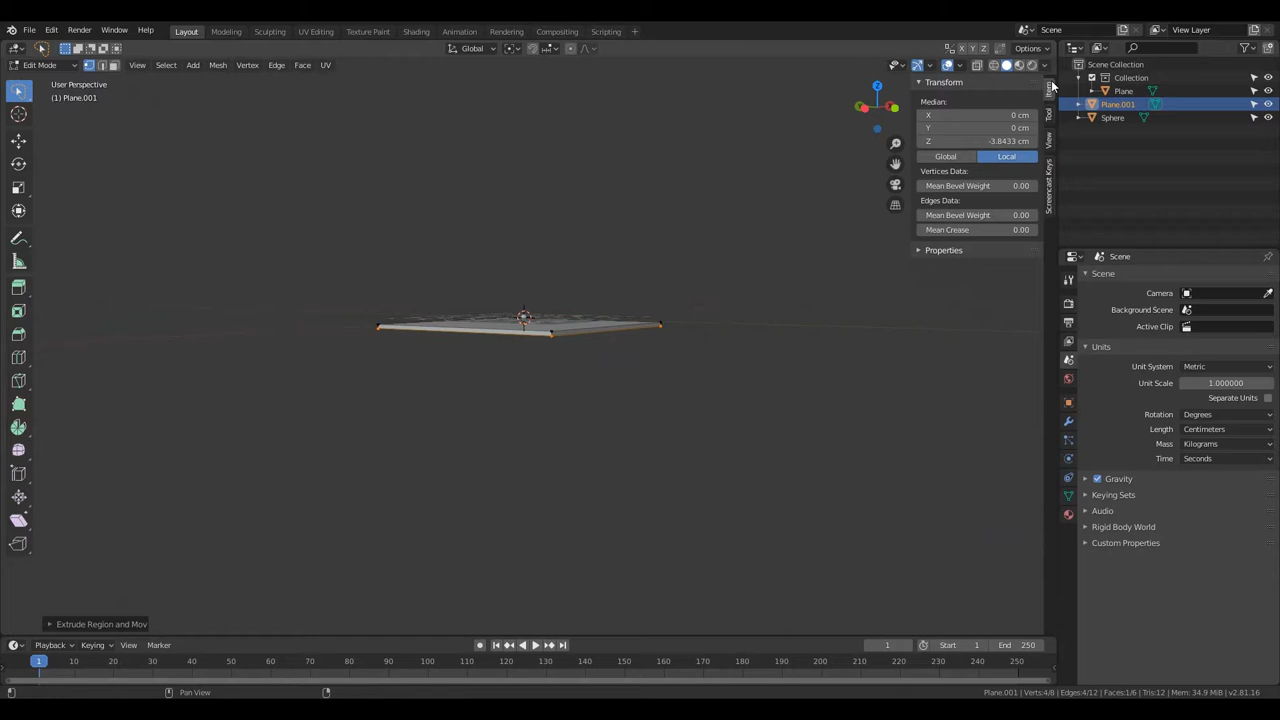 File Edit Render Window Help Layout Modeling Sculpting UV Editing Texture Paint Shading Animation Rendering Compositing Scripting + Scene View Layer
Global X Y Z Options
Edit Mode View Select Add Mesh Vertex Edge Face UV
User Perspective
(1) Plane.001
Z
Transform
Median:
X 0 cm
Y 0 cm
Z -3.8433 cm
Global Local
Vertices Data:
Mean Bevel Weight 0.00
Edges Data:
Mean Bevel Weight 0.00
Mean Crease 0.00
Properties
Item
Tool
View
Screencast Keys
Scene Collection
Collection
Plane
Plane.001
Sphere
Scene
Scene
Camera
Background Scene
Active Clip
Units
Unit System Metric
Unit Scale 1.000000
Separate Units
Rotation Degrees
Length Centimeters
Mass Kilograms
Time Seconds
Gravity
Keying Sets
Audio
Rigid Body World
Custom Properties
Extrude Region and Mov
Playback Keying View Marker 1 Start 1 End 250
1 10 20 30 40 50 60 70 80 90 100 110 120 130 140 150 160 170 180 190 200 210 220 230 240 250
Pan View
Plane.001 | Verts:4/8 | Edges:4/12 | Faces:1/6 | Tris:12 | Mem: 34.9 MiB | v2.81.16